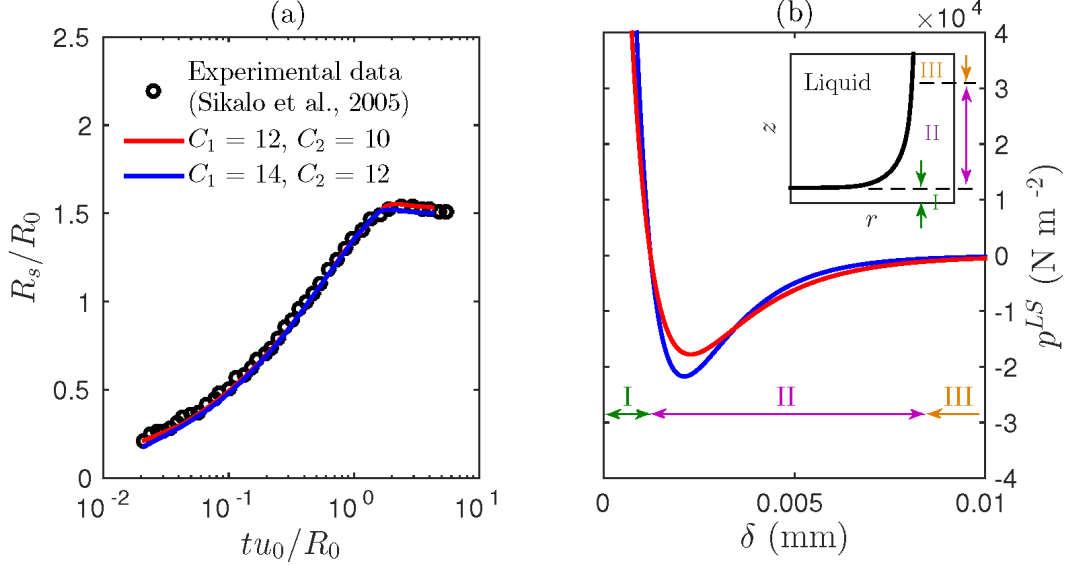 (a)
2.5
2
1.5
1
0.5
0
R_s/R_0
Experimental data
(Sikalo et al., 2005)
C_1 = 12, C_2 = 10
C_1 = 14, C_2 = 12
10^-2
10^-1
10^0
10^1
tu_0/R_0
(b)
×10^4
4
3
2
1
0
-1
-2
-3
-4
p^LS (N m^-2)
Liquid
z
r
III
II
I
I
II
III
0
0.005
0.01
δ (mm)